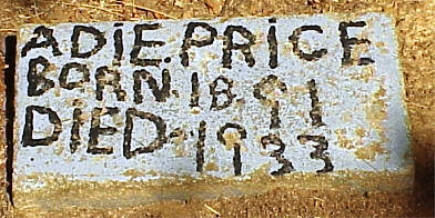 ADiE. PRiCE
BORN. 1891
DiED. 1933